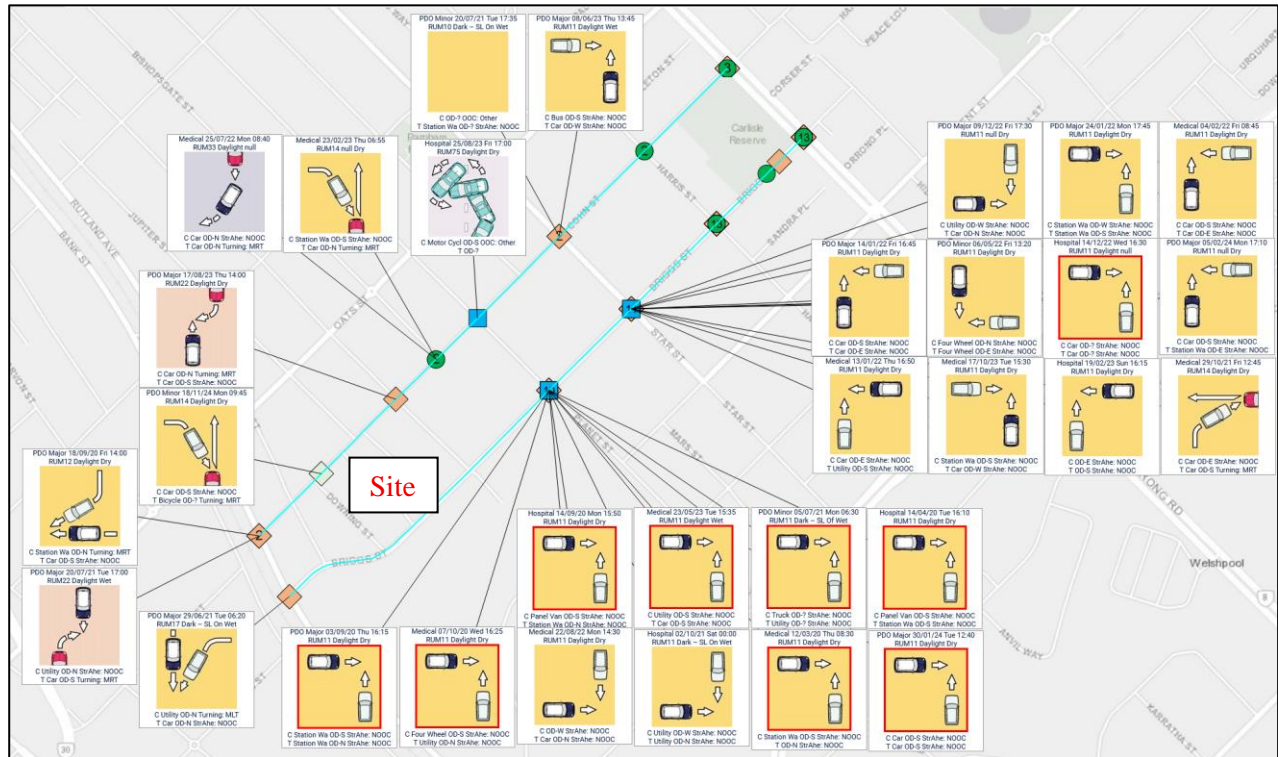 PDO Minor 20/07/21 Tue 17:35
RUM10 Dark – SL On Wet
C OD-? OOC: Other
T Station Wa OD-? StrAhe: NOOC
PDO Major 08/06/23 Thu 13:45
RUM11 Daylight Wet
C Bus OD-S StrAhe: NOOC
T Car OD-W StrAhe: NOOC
Medical 25/07/22 Mon 08:40
RUM33 Daylight null
C Car OD-N StrAhe: NOOC
T Car OD-N Turning: MRT
Medical 23/02/23 Thu 06:55
RUM14 null Dry
C Station Wa OD-S StrAhe: NOOC
T Car OD-N Turning: MRT
Hospital 25/08/23 Fri 17:00
RUM75 Daylight Dry
C Motor Cycl OD-S OOC: Other
T OD-?
PDO Major 17/08/23 Thu 14:00
RUM22 Daylight Dry
C Car OD-N Turning: MRT
T Car OD-S StrAhe: NOOC
PDO Minor 18/11/24 Mon 09:45
RUM14 Daylight Dry
C Car OD-S StrAhe: NOOC
T Bicycle OD-? Turning: MRT
PDO Major 18/09/20 Fri 14:00
RUM12 Daylight Dry
C Station Wa OD-N Turning: MRT
T Car OD-S StrAhe: NOOC
PDO Major 20/07/21 Tue 17:00
RUM22 Daylight Wet
C Utility OD-N StrAhe: NOOC
T Car OD-S Turning: MRT
PDO Major 29/06/21 Tue 06:20
RUM17 Dark – SL On Wet
C Utility OD-N Turning: MLT
T Car OD-N StrAhe: NOOC
PDO Major 09/12/22 Fri 17:30
RUM11 null Dry
C Utility OD-W StrAhe: NOOC
T Car OD-N StrAhe: NOOC
PDO Major 24/01/22 Mon 17:45
RUM11 Daylight Dry
C Station Wa OD-W StrAhe: NOOC
T Station Wa OD-S StrAhe: NOOC
Medical 04/02/22 Fri 08:45
RUM11 Daylight Dry
C Car OD-S StrAhe: NOOC
T Car OD-E StrAhe: NOOC
PDO Major 14/01/22 Fri 16:45
RUM11 Daylight Dry
C Car OD-S StrAhe: NOOC
T Car OD-E StrAhe: NOOC
PDO Minor 06/05/22 Fri 13:20
RUM11 Daylight Dry
C Four Wheel OD-N StrAhe: NOOC
T Four Wheel OD-E StrAhe: NOOC
Hospital 14/12/22 Wed 16:30
RUM11 Daylight null
C Car OD-? StrAhe: NOOC
T Car OD-? StrAhe: NOOC
PDO Major 05/02/24 Mon 17:10
RUM11 null Dry
C Car OD-S StrAhe: NOOC
T Station Wa OD-E StrAhe: NOOC
Medical 13/01/22 Thu 16:50
RUM11 Daylight Dry
C Car OD-E StrAhe: NOOC
T Utility OD-S StrAhe: NOOC
Medical 17/10/23 Tue 15:30
RUM11 Daylight Dry
C Station Wa OD-S StrAhe: NOOC
T Car OD-W StrAhe: NOOC
Hospital 19/02/23 Sun 16:15
RUM11 Daylight Dry
C OD-E StrAhe: NOOC
T OD-S StrAhe: NOOC
Medical 29/10/21 Fri 12:45
RUM14 Daylight Dry
C Car OD-E StrAhe: NOOC
T Car OD-S Turning: MRT
Hospital 14/09/20 Mon 15:50
RUM11 Daylight Dry
C Panel Van OD-S StrAhe: NOOC
T Station Wa OD-N StrAhe: NOOC
Medical 23/05/23 Tue 15:35
RUM11 Daylight Wet
C Utility OD-S StrAhe: NOOC
T Car OD-S StrAhe: NOOC
PDO Minor 05/07/21 Mon 06:30
RUM11 Dark – SL Of Wet
C Truck OD-? StrAhe: NOOC
T Utility OD-? StrAhe: NOOC
Hospital 14/04/20 Tue 16:10
RUM11 Daylight Dry
C Panel Van OD-S StrAhe: NOOC
T Station Wa OD-S StrAhe: NOOC
PDO Major 03/09/20 Thu 16:15
RUM11 Daylight Dry
C Station Wa OD-S StrAhe: NOOC
T Station Wa OD-N StrAhe: NOOC
Medical 07/10/20 Wed 16:25
RUM11 Daylight Dry
C Four Wheel OD-S StrAhe: NOOC
T Utility OD-N StrAhe: NOOC
Medical 22/08/22 Mon 14:30
RUM11 Daylight Dry
C OD-W StrAhe: NOOC
T Car OD-N StrAhe: NOOC
Hospital 02/10/21 Sat 00:00
RUM11 Dark – SL On Wet
C Utility OD-W StrAhe: NOOC
T Utility OD-N StrAhe: NOOC
Medical 12/03/20 Thu 08:30
RUM11 Daylight Dry
C Station Wa OD-S StrAhe: NOOC
T OD-N StrAhe: NOOC
PDO Major 30/01/24 Tue 12:40
RUM11 Daylight Dry
C Car OD-S StrAhe: NOOC
T Car OD-S StrAhe: NOOC
Site
BISHOPSGATE ST
RUTLAND AVE
BANK ST
JUPITER
OATS ST
COHN ST
HARRIS ST
CORSER ST
ORRONG PL
SANDRA PL
Carlisle
Reserve
BRIGGS ST
STAR ST
STAR ST
PLANET ST
MARS ST
DOWNING ST
BRIGGS ST
Welshpool
ANVIL WAY
KARRATHA ST
3
2
2
2
13
30
8